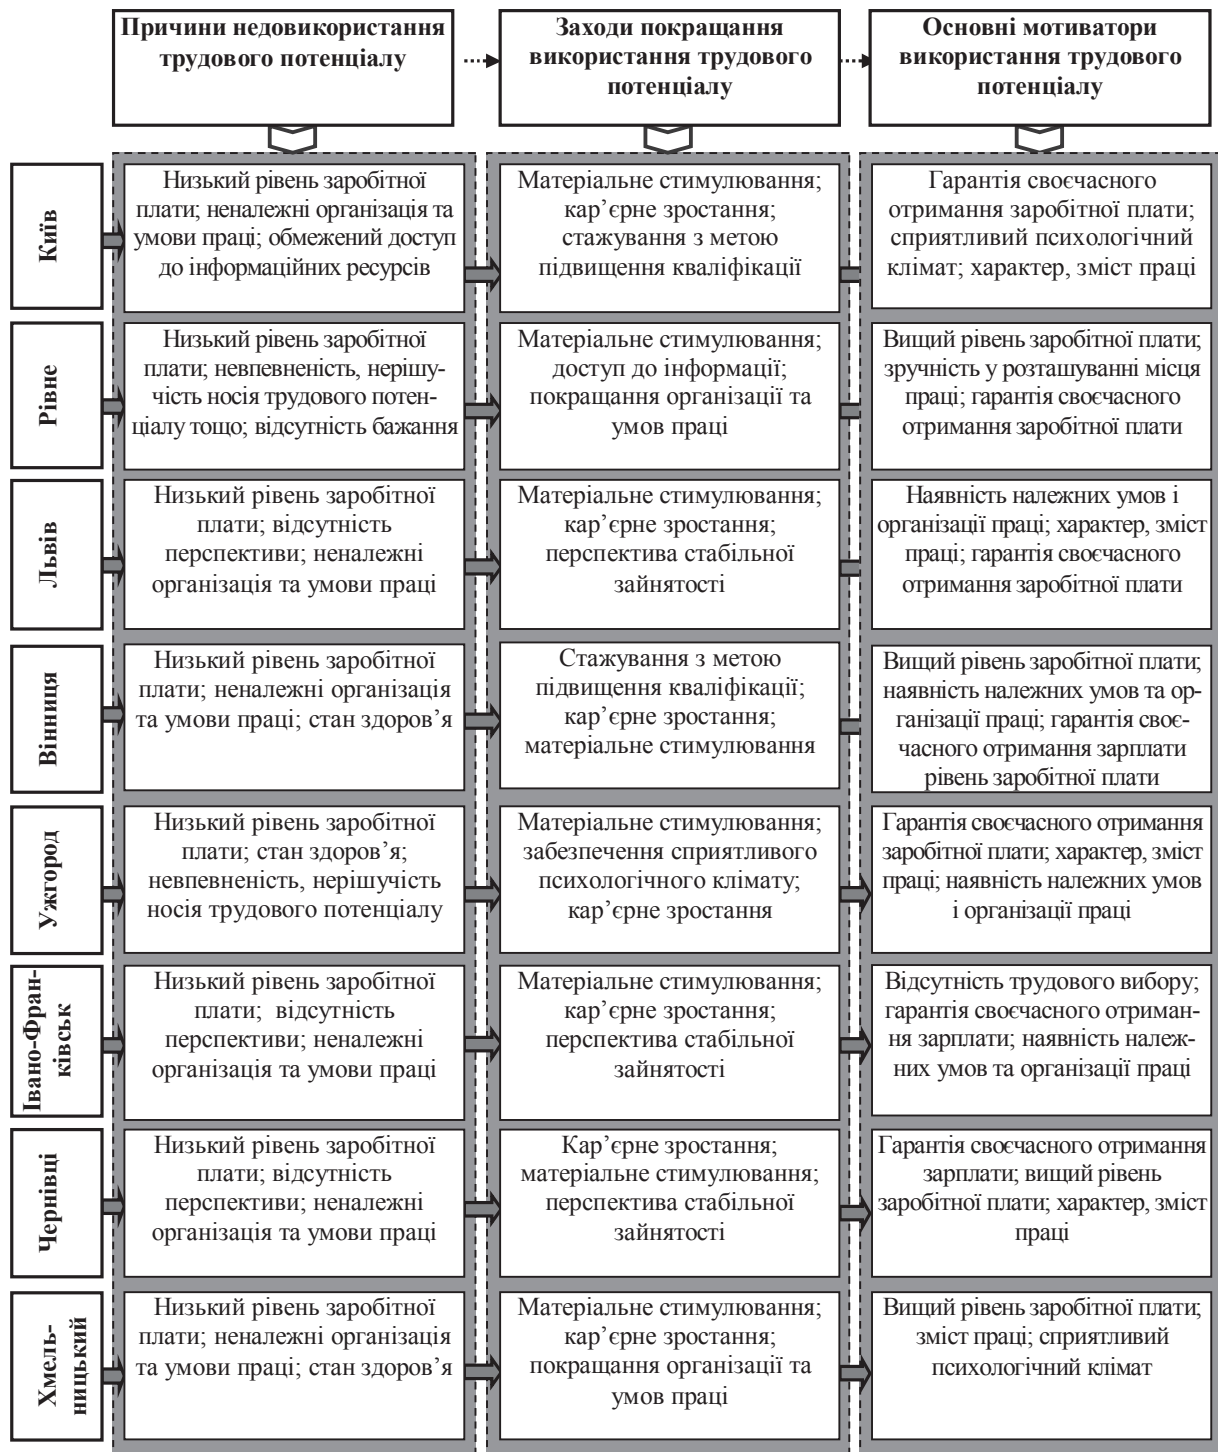 Причини недовикористання
трудового потенціалу
Заходи покращання
використання трудового
потенціалу
Основні мотиватори
використання трудового
потенціалу
Київ
Низький рівень заробітної
плати; неналежні організація та
умови праці; обмежений доступ
до інформаційних ресурсів
Матеріальне стимулювання;
кар’єрне зростання;
стажування з метою
підвищення кваліфікації
Гарантія своєчасного
отримання заробітної плати;
сприятливий психологічний
клімат; характер, зміст праці
Рівне
Низький рівень заробітної
плати; невпевненість, нерішу-
чість носія трудового потен-
ціалу тощо; відсутність бажання
Матеріальне стимулювання;
доступ до інформації;
покращання організації та
умов праці
Вищий рівень заробітної плати;
зручність у розташуванні місця
праці; гарантія своєчасного
отримання заробітної плати
Львів
Низький рівень заробітної
плати; відсутність
перспективи; неналежні
організація та умови праці
Матеріальне стимулювання;
кар’єрне зростання;
перспектива стабільної
зайнятості
Наявність належних умов і
організації праці; характер, зміст
праці; гарантія своєчасного
отримання заробітної плати
Вінниця
Низький рівень заробітної
плати; неналежні організація
та умови праці; стан здоров’я
Стажування з метою
підвищення кваліфікації;
кар’єрне зростання;
матеріальне стимулювання
Вищий рівень заробітної плати;
наявність належних умов та ор-
ганізації праці; гарантія своє-
часного отримання зарплати
рівень заробітної плати
Ужгород
Низький рівень заробітної
плати; стан здоров’я;
невпевненість, нерішучість
носія трудового потенціалу
Матеріальне стимулювання;
забезпечення сприятливого
психологічного клімату;
кар’єрне зростання
Гарантія своєчасного отримання
заробітної плати; характер, зміст
праці; наявність належних умов
і організації праці
Івано-Фран-
ківськ
Низький рівень заробітної
плати; відсутність
перспективи; неналежні
організація та умови праці
Матеріальне стимулювання;
кар’єрне зростання;
перспектива стабільної
зайнятості
Відсутність трудового вибору;
гарантія своєчасного отриман-
ня зарплати; наявність належ-
них умов та організації праці
Чернівці
Низький рівень заробітної
плати; відсутність
перспективи; неналежні
організація та умови праці
Кар’єрне зростання;
матеріальне стимулювання;
перспектива стабільної
зайнятості
Гарантія своєчасного отримання
зарплати; вищий рівень
заробітної плати; характер, зміст
праці
Хмель-
ницький
Низький рівень заробітної
плати; неналежні організація
та умови праці; стан здоров’я
Матеріальне стимулювання;
кар’єрне зростання;
покращання організації та
умов праці
Вищий рівень заробітної плати;
зміст праці; сприятливий
психологічний клімат